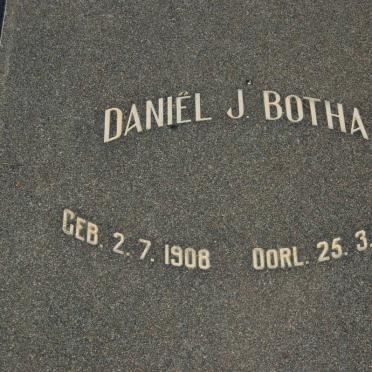 DANIËL J. BOTHA
GEB. 2. 7. 1908 OORL. 25. 3.